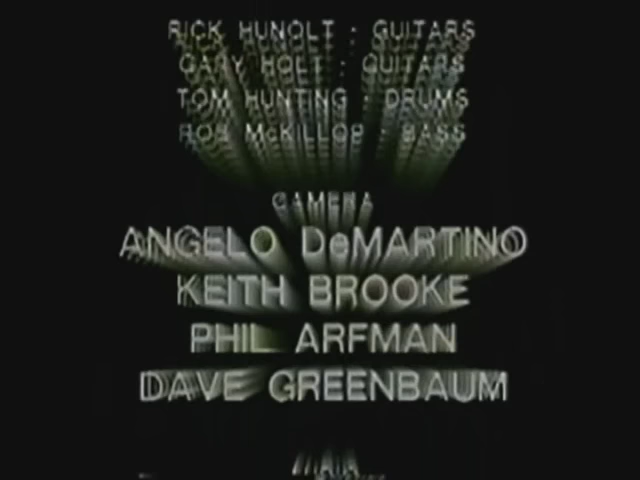 RICK HUNOLT · GUITARS
GARY HOLT · GUITARS
TOM HUNTING · DRUMS
ROB McKILLOP · BASS
CAMERA
ANGELO DeMARTINO
KEITH BROOKE
PHIL ARFMAN
DAVE GREENBAUM